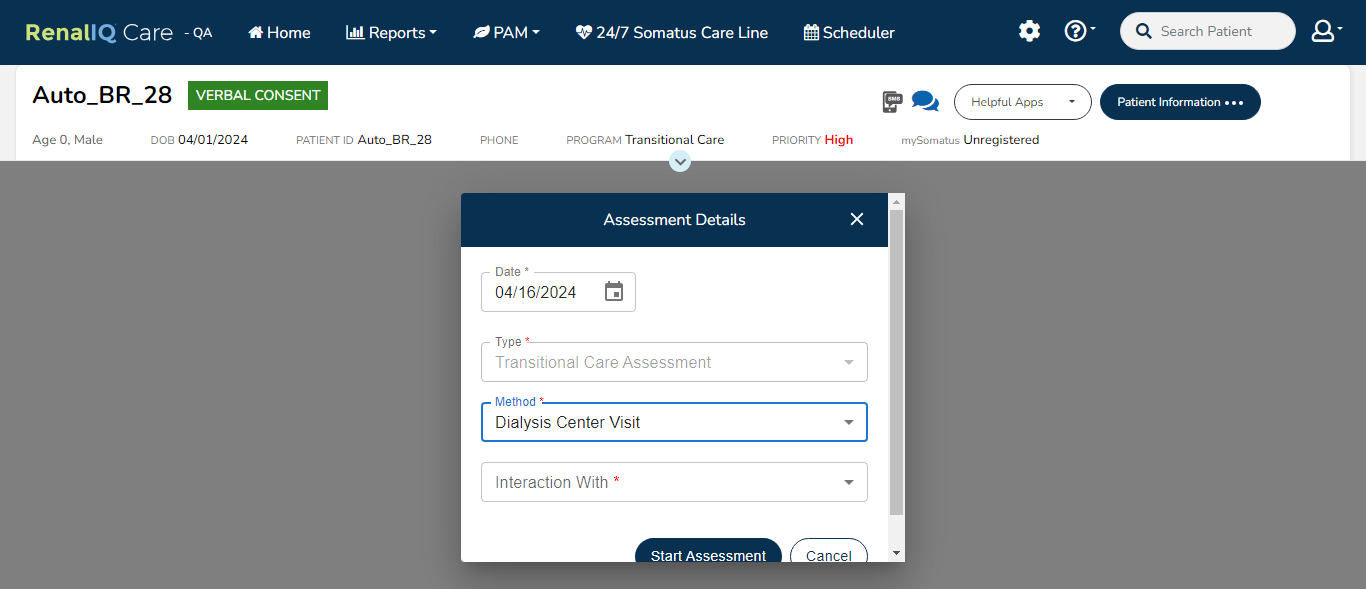 RenalIQ Care - QA Home Reports PAM 24/7 Somatus Care Line Scheduler ? Search Patient
Auto_BR_28 VERBAL CONSENT SMS Helpful Apps Patient Information •••
Age 0, Male DOB 04/01/2024 PATIENT ID Auto_BR_28 PHONE PROGRAM Transitional Care PRIORITY High mySomatus Unregistered
Assessment Details
Date *
04/16/2024
Type *
Transitional Care Assessment
Method *
Dialysis Center Visit
Interaction With *
Start Assessment Cancel